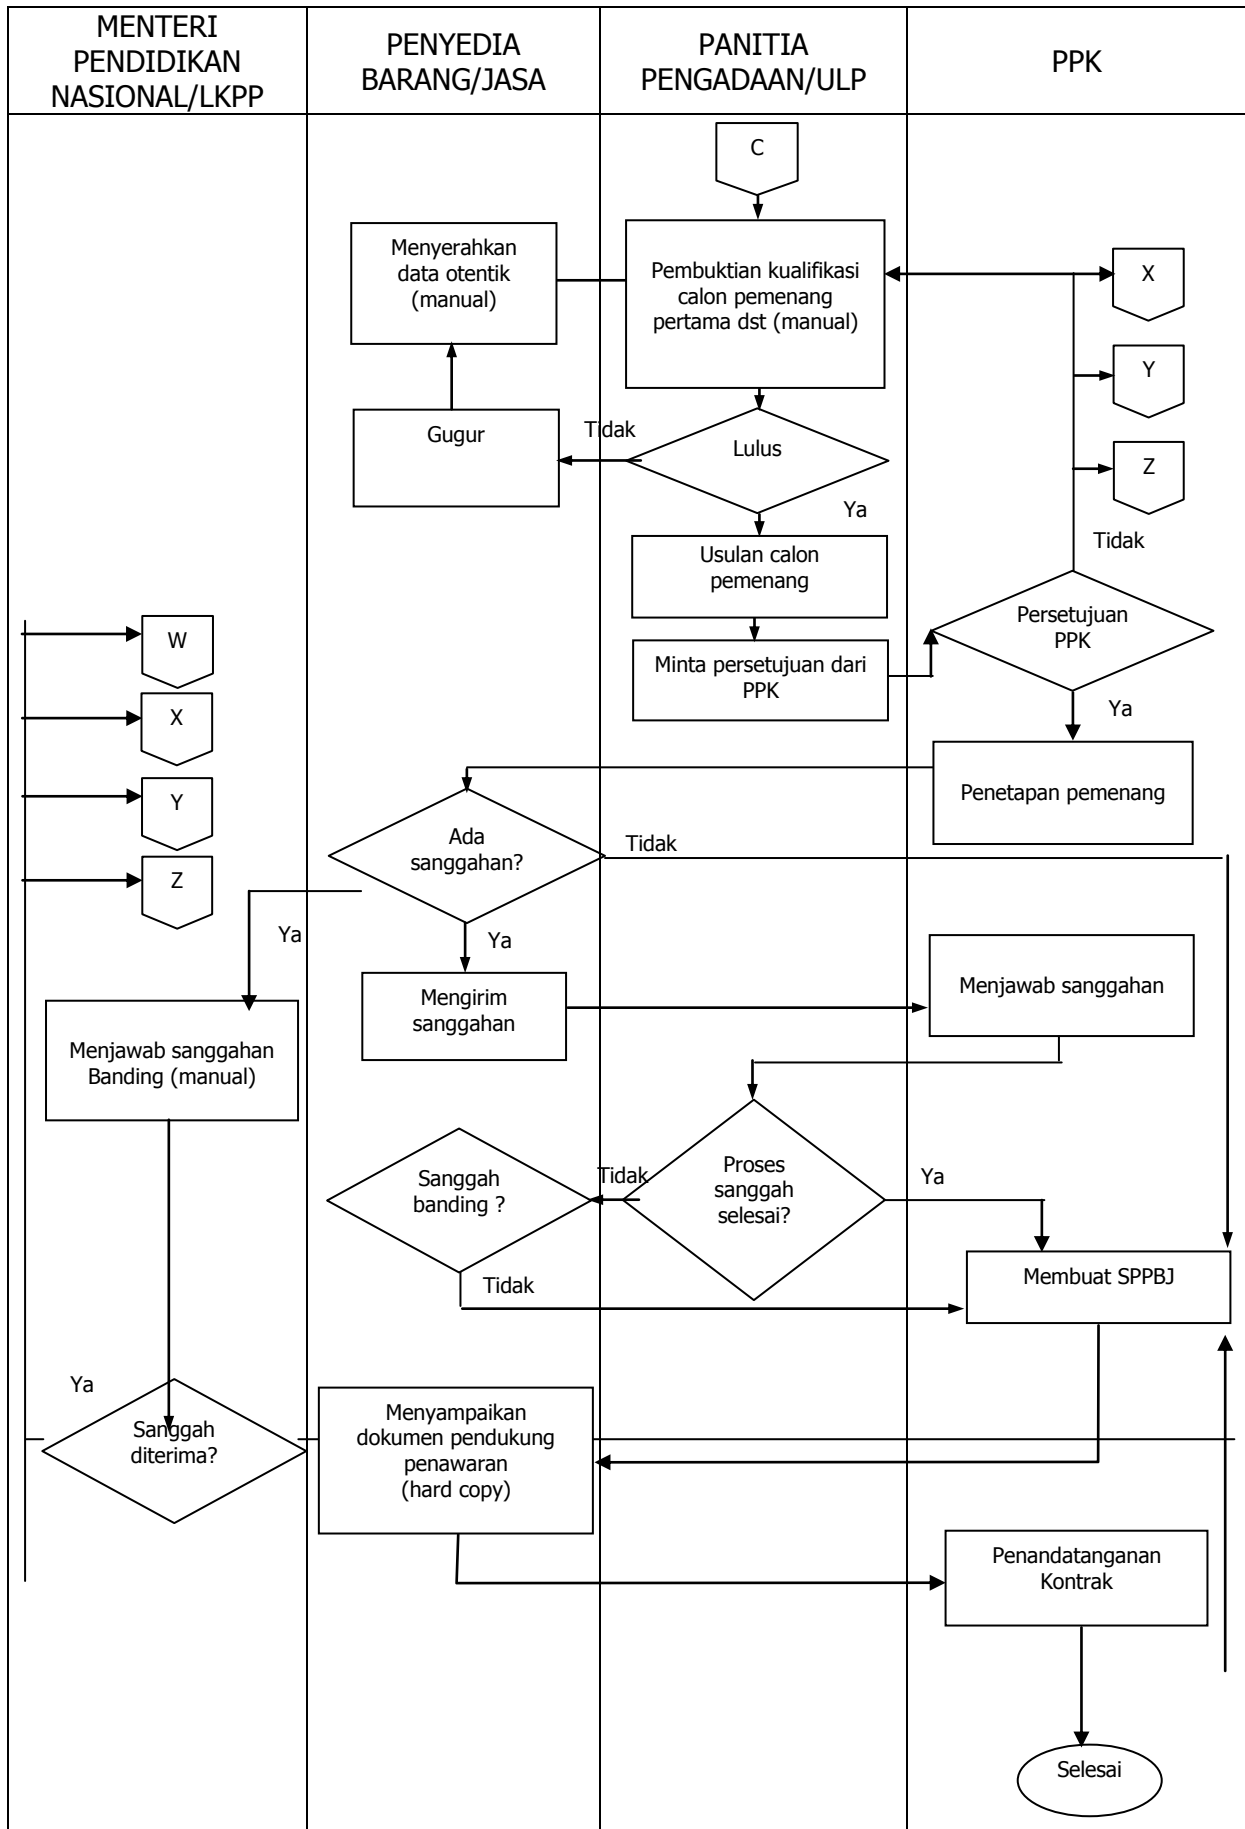 MENTERI
PENDIDIKAN
NASIONAL/LKPP
PENYEDIA
BARANG/JASA
PANITIA
PENGADAAN/ULP
PPK
C
Menyerahkan
data otentik
(manual)
Pembuktian kualifikasi
calon pemenang
pertama dst (manual)
X
Y
Gugur
Tidak
Lulus
Z
Ya
Tidak
Usulan calon
pemenang
Persetujuan
PPK
W
Minta persetujuan dari
PPK
X
Ya
Y
Penetapan pemenang
Ada
sanggahan?
Tidak
Z
Ya
Ya
Mengirim
sanggahan
Menjawab sanggahan
Menjawab sanggahan
Banding (manual)
Sanggah
banding ?
Tidak
Proses
sanggah
selesai?
Ya
Tidak
Membuat SPPBJ
Ya
Sanggah
diterima?
Menyampaikan
dokumen pendukung
penawaran
(hard copy)
Penandatanganan
Kontrak
Selesai